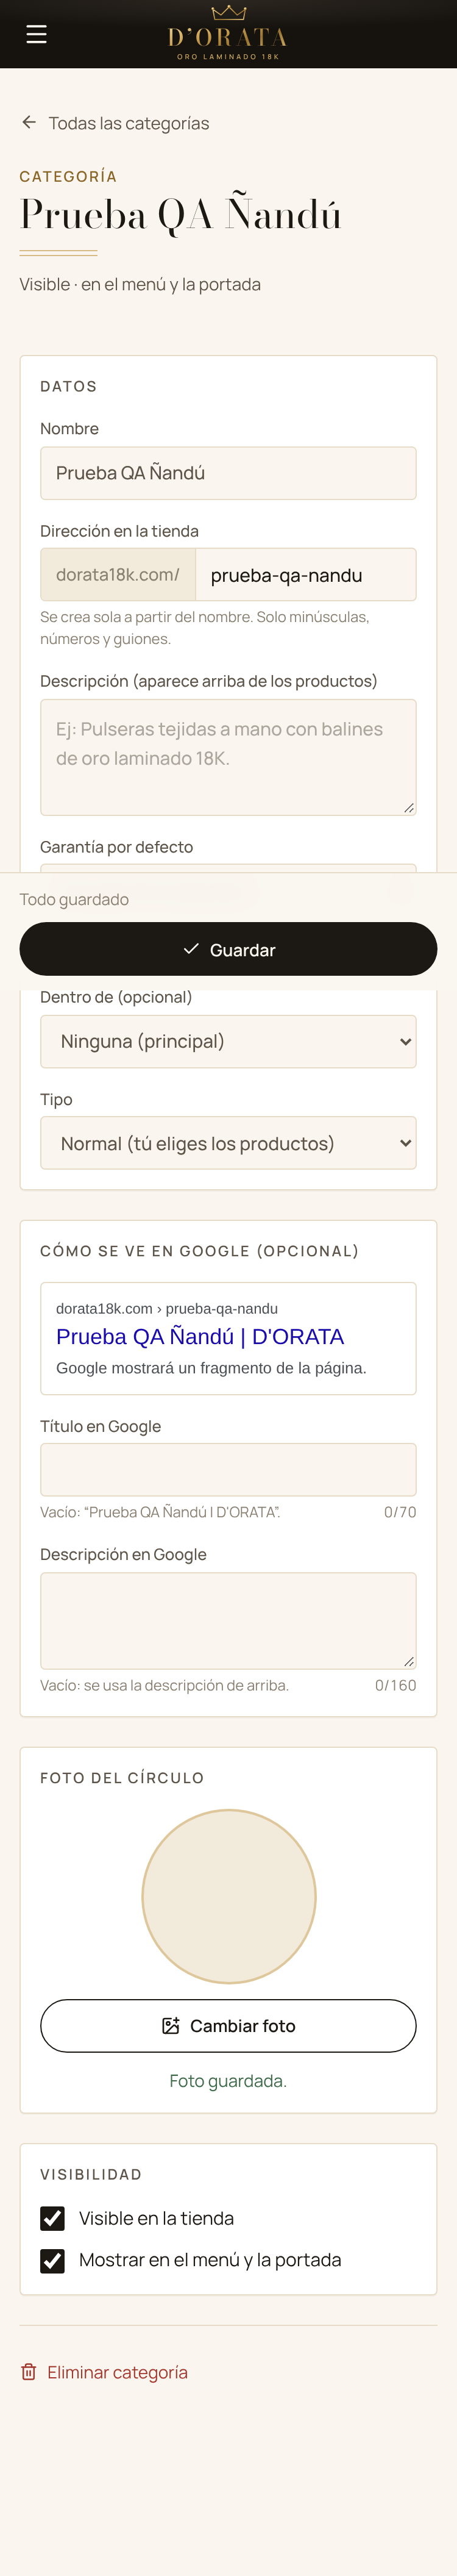 D'ORATA
ORO LAMINADO 18K
Todas las categorías
CATEGORÍA
Prueba QA Ñandú
Visible · en el menú y la portada
DATOS
Nombre
Prueba QA Ñandú
Dirección en la tienda
dorata18k.com/ prueba-qa-nandu
Se crea sola a partir del nombre. Solo minúsculas,
números y guiones.
Descripción (aparece arriba de los productos)
Ej: Pulseras tejidas a mano con balines
de oro laminado 18K.
Garantía por defecto
Todo guardado
Guardar
Dentro de (opcional)
Ninguna (principal)
Tipo
Normal (tú eliges los productos)
CÓMO SE VE EN GOOGLE (OPCIONAL)
dorata18k.com › prueba-qa-nandu
Prueba QA Ñandú | D'ORATA
Google mostrará un fragmento de la página.
Título en Google
Vacío: “Prueba QA Ñandú | D'ORATA”. 0/70
Descripción en Google
Vacío: se usa la descripción de arriba. 0/160
FOTO DEL CÍRCULO
Cambiar foto
Foto guardada.
VISIBILIDAD
Visible en la tienda
Mostrar en el menú y la portada
Eliminar categoría